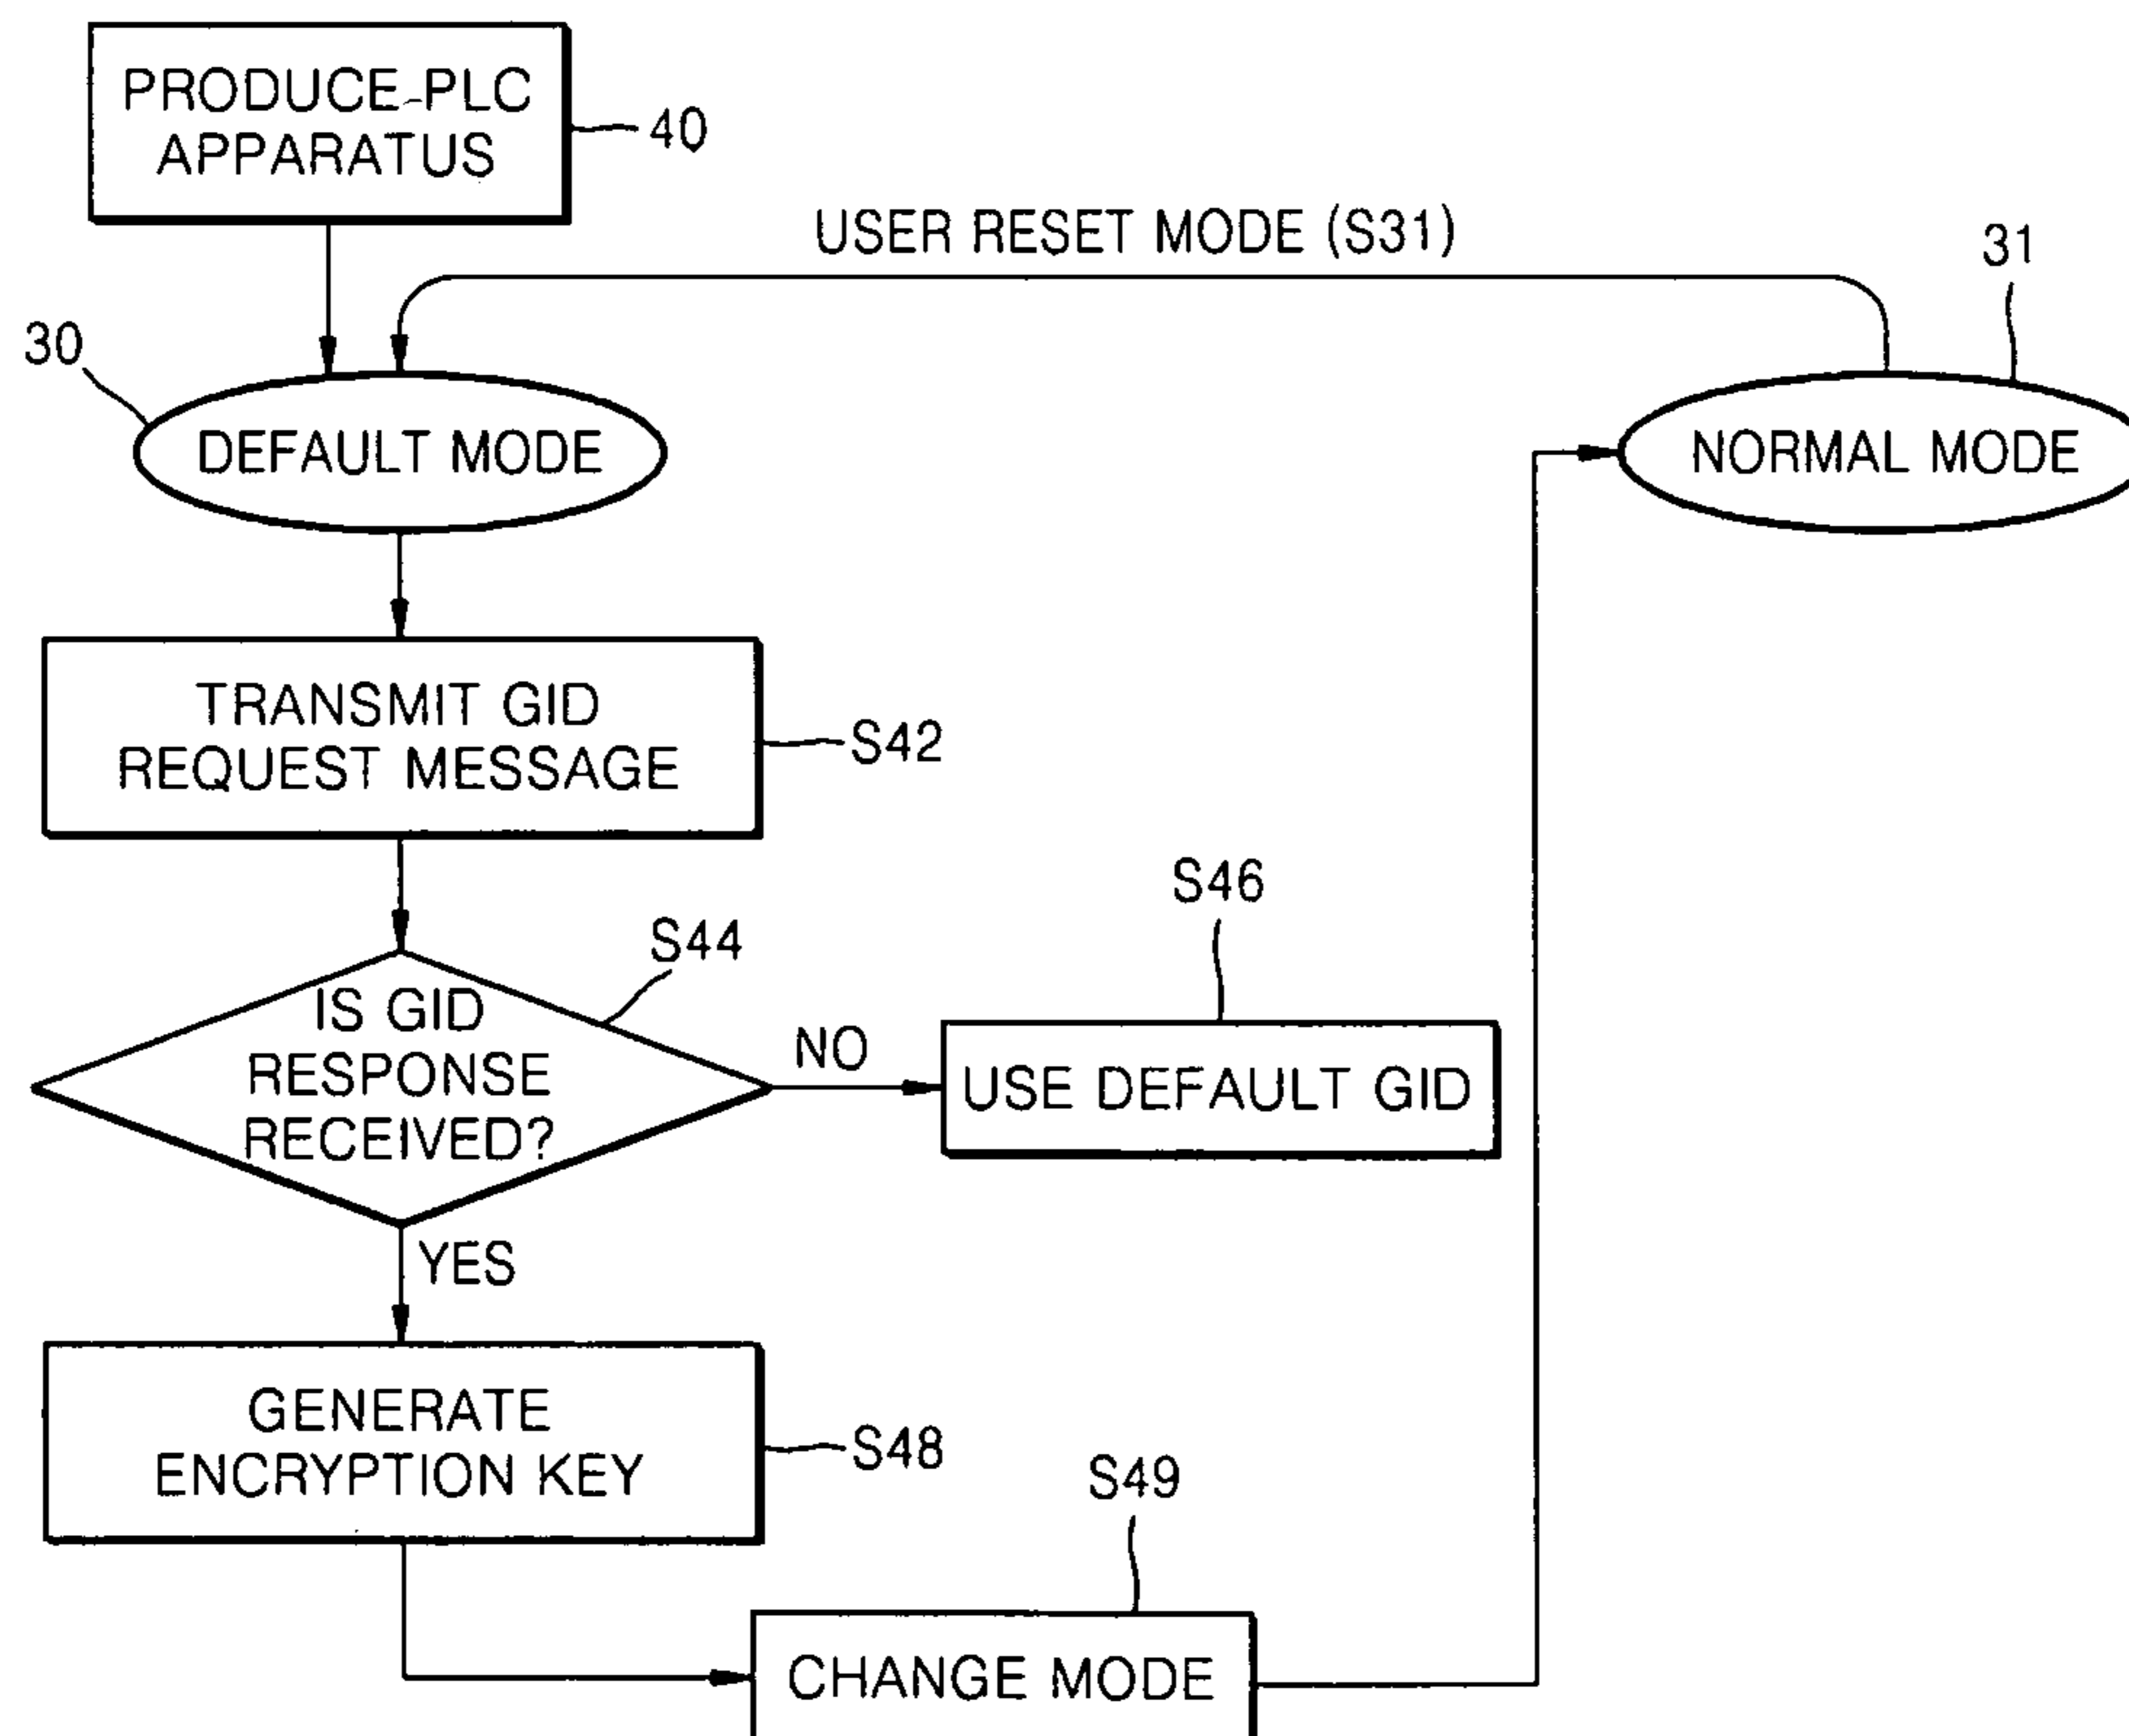 PRODUCE-PLC
APPARATUS
40
USER RESET MODE (S31)
31
30
DEFAULT MODE
NORMAL MODE
TRANSMIT GID
REQUEST MESSAGE
S42
S46
S44
IS GID
RESPONSE
RECEIVED?
NO
USE DEFAULT GID
YES
GENERATE
ENCRYPTION KEY
S48
S49
CHANGE MODE